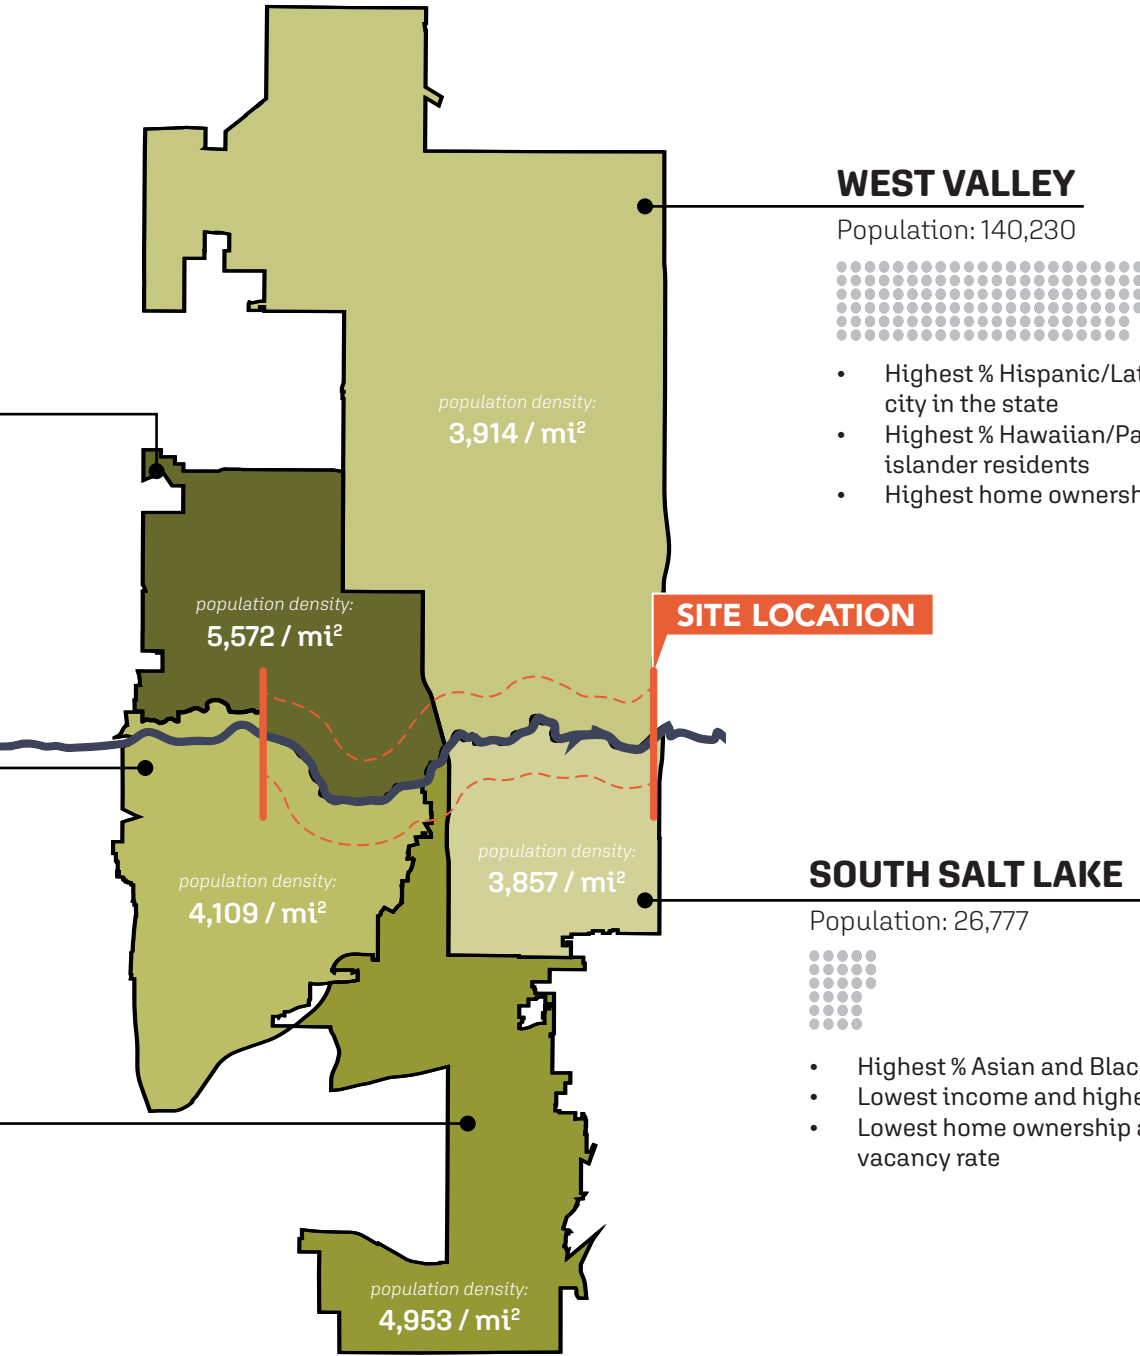 WEST VALLEY
Population: 140,230
• Highest % Hispanic/Lat
city in the state
• Highest % Hawaiian/Pa
islander residents
• Highest home ownersh
population density:
3,914 / mi²
population density:
5,572 / mi²
SITE LOCATION
population density:
3,857 / mi²
population density:
4,109 / mi²
SOUTH SALT LAKE
Population: 26,777
• Highest % Asian and Blac
• Lowest income and highe
• Lowest home ownership a
vacancy rate
population density:
4,953 / mi²